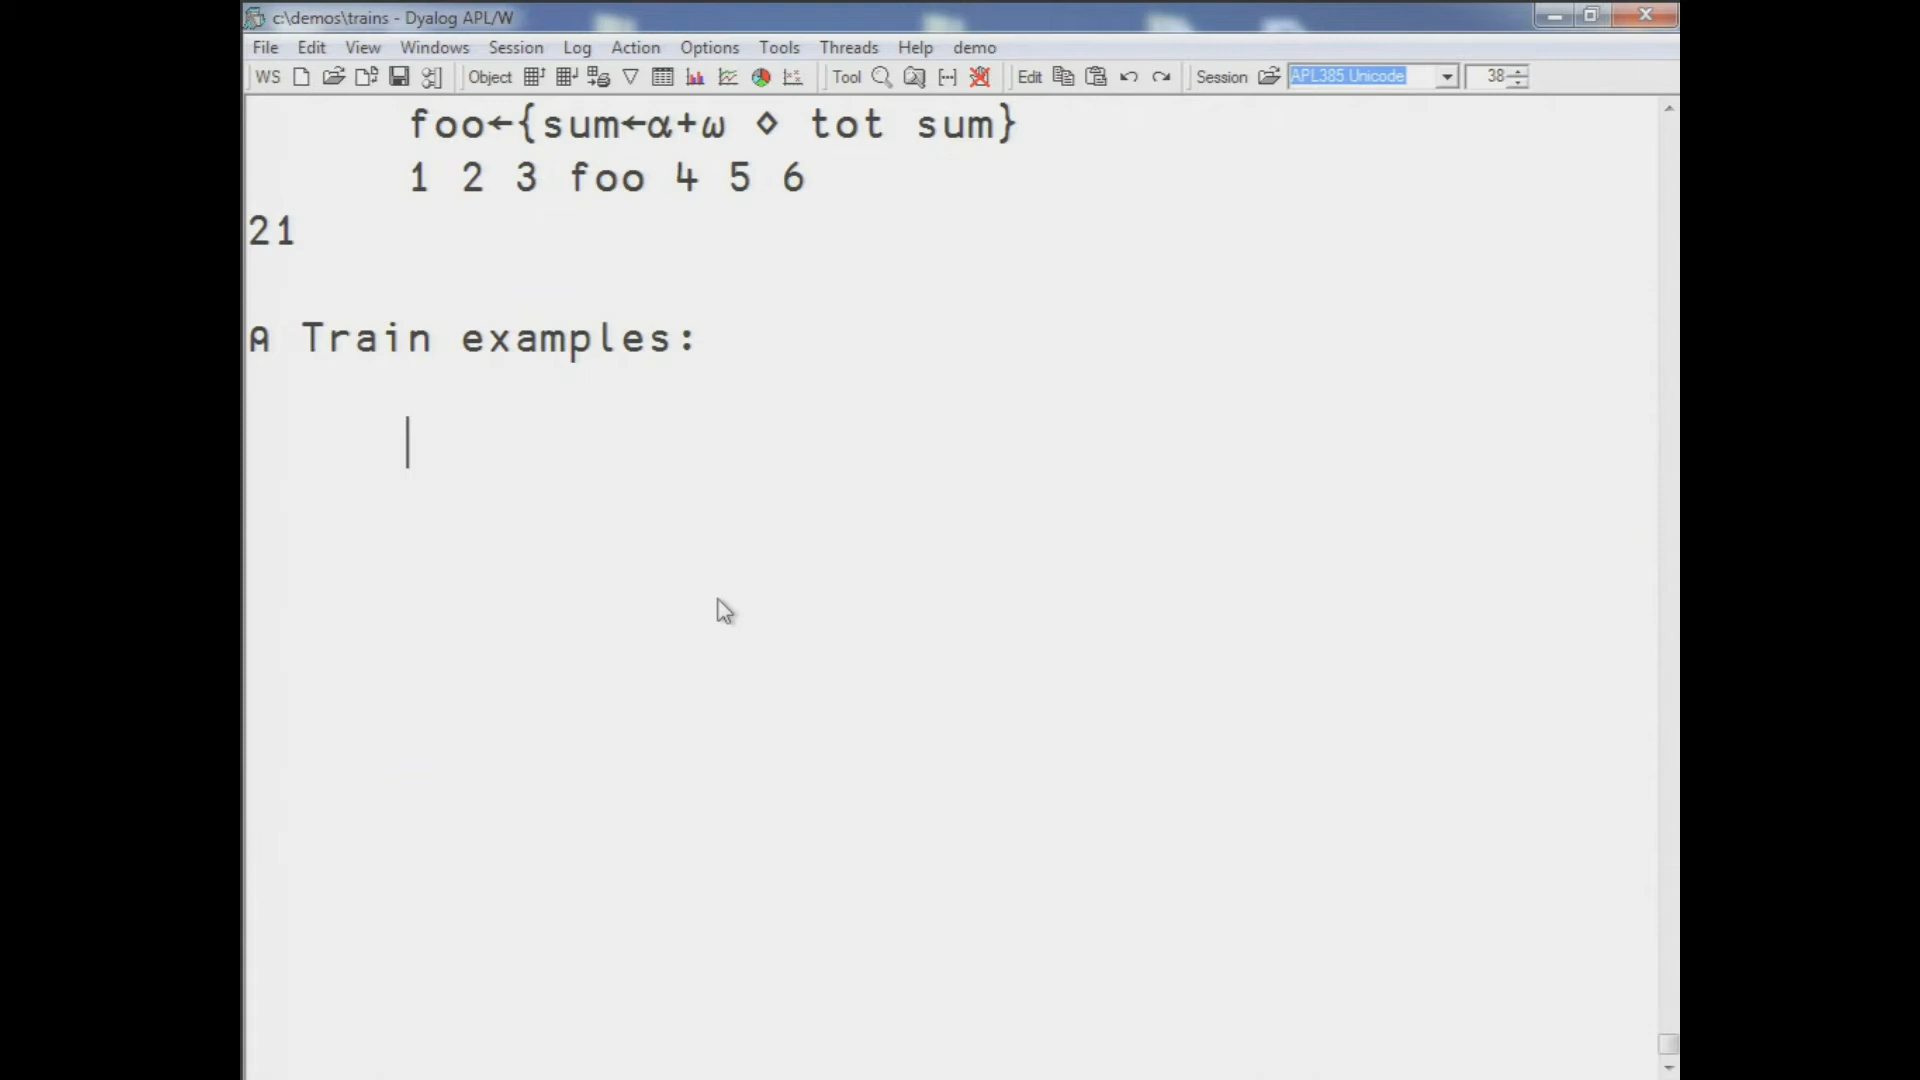 c:\demos\trains - Dyalog APL/W
File Edit View Windows Session Log Action Options Tools Threads Help demo
WS Object Tool Edit Session APL385 Unicode 38
foo←{sum←⍺+⍵ ⋄ tot sum}
1 2 3 foo 4 5 6
21
⍝ Train examples: